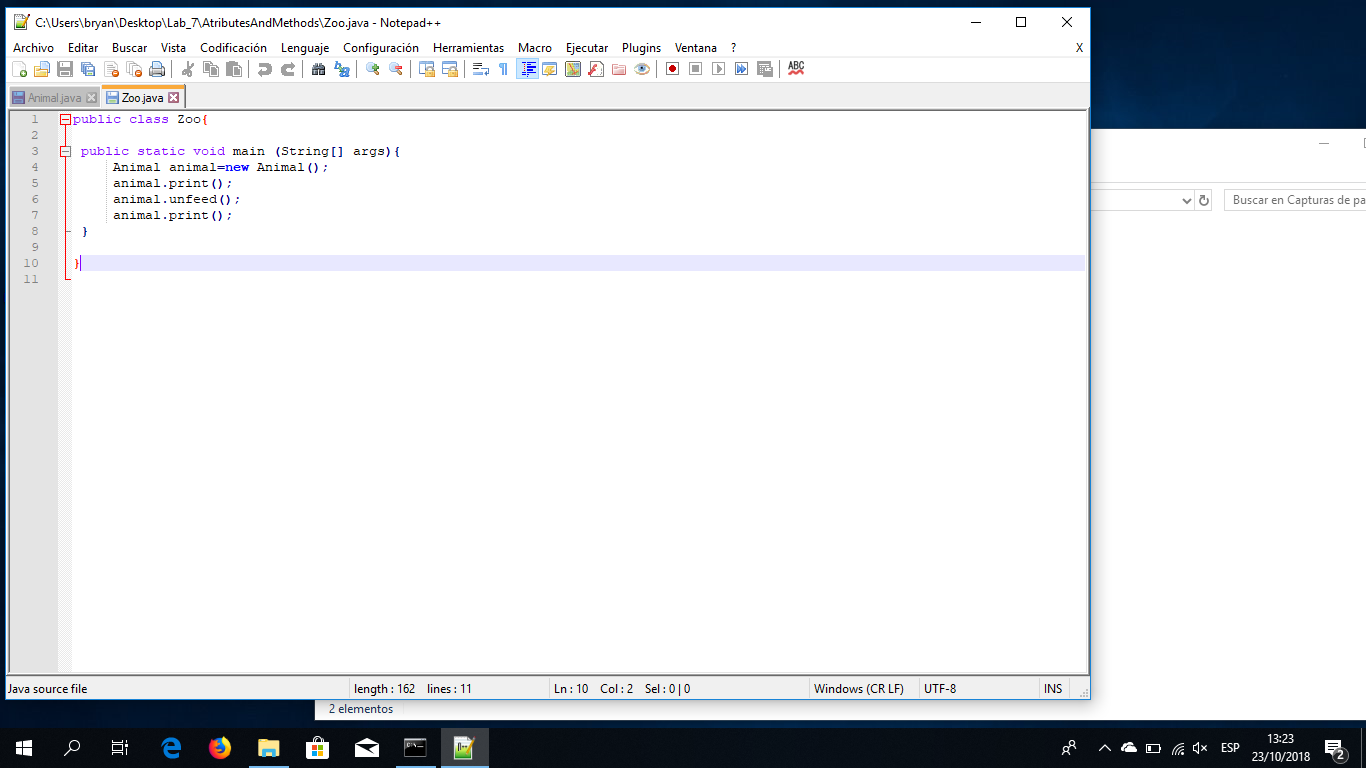 C:\Users\bryan\Desktop\Lab_7\AtributesAndMethods\Zoo.java - Notepad++
Archivo Editar Buscar Vista Codificación Lenguaje Configuración Herramientas Macro Ejecutar Plugins Ventana ? X
ABC
Animal.java Zoo.java
1 public class Zoo{
2
3 public static void main (String[] args){
4 Animal animal=new Animal();
5 animal.print();
6 animal.unfeed();
7 animal.print();
8 }
9
10 }
11
Buscar en Capturas de pa
Java source file length : 162 lines : 11 Ln : 10 Col : 2 Sel : 0 | 0 Windows (CR LF) UTF-8 INS
2 elementos
ESP 13:23
23/10/2018 2